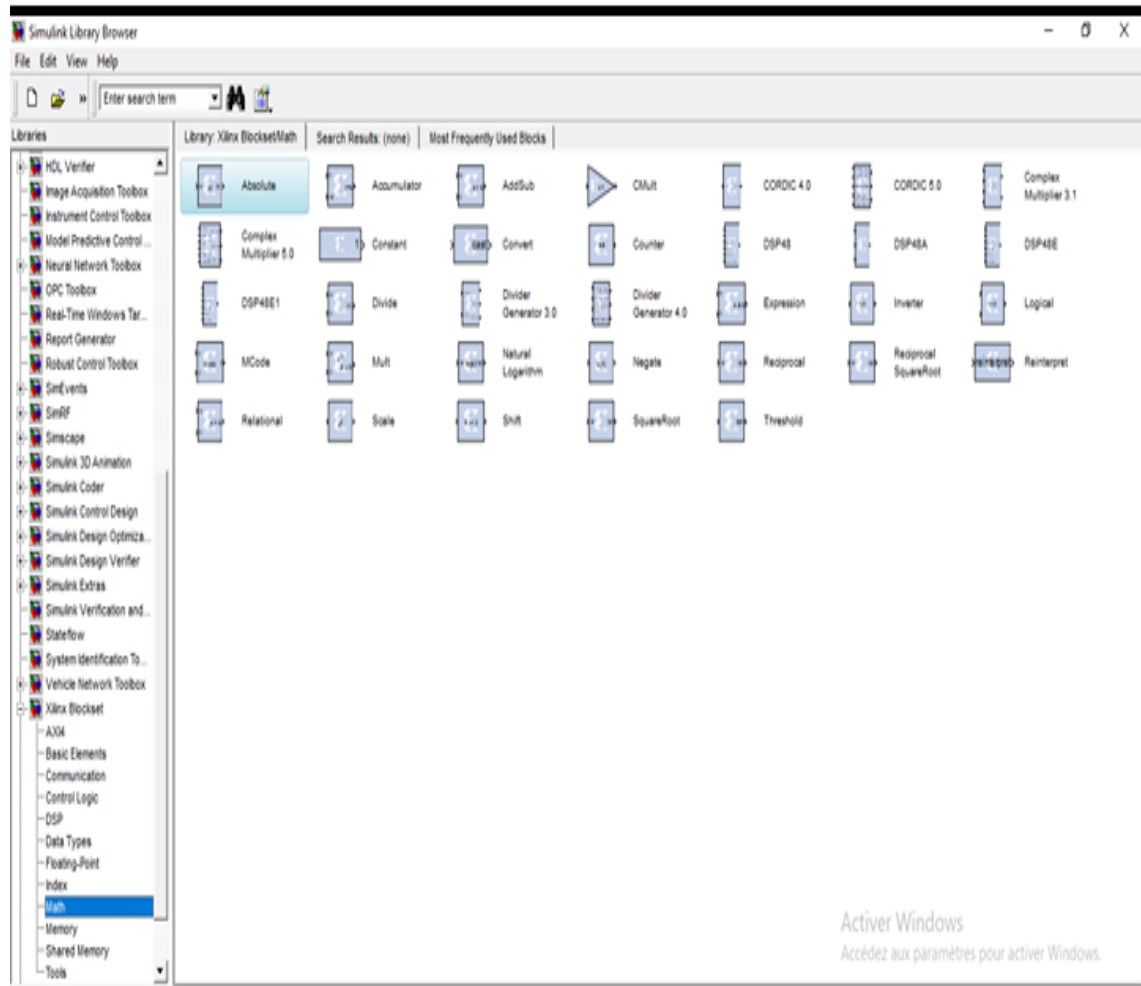 Simulink Library Browser
File Edit View Help
» Enter search term
Libraries
Library: Xilinx Blockset/Math Search Results: (none) Most Frequently Used Blocks
HDL Verifier
Image Acquisition Toolbox
Instrument Control Toolbox
Model Predictive Control ...
Neural Network Toolbox
OPC Toolbox
Real-Time Windows Tar...
Report Generator
Robust Control Toolbox
SimEvents
SimRF
Simscape
Simulink 3D Animation
Simulink Coder
Simulink Control Design
Simulink Design Optimiza...
Simulink Design Verifier
Simulink Extras
Simulink Verification and...
Stateflow
System Identification To...
Vehicle Network Toolbox
Xilinx Blockset
AXI4
Basic Elements
Communication
Control Logic
DSP
Data Types
Floating-Point
Index
Math
Memory
Shared Memory
Tools
Absolute
Accumulator
AddSub
CMult
CORDIC 4.0
CORDIC 5.0
Complex
Multiplier 3.1
Complex
Multiplier 5.0
Constant
Convert
Counter
DSP48
DSP48A
DSP48E
DSP48E1
Divide
Divider
Generator 3.0
Divider
Generator 4.0
Expression
Inverter
Logical
MCode
Mult
Natural
Logarithm
Negate
Reciprocal
Reciprocal
SquareRoot
Reinterpret
Relational
Scale
Shift
SquareRoot
Threshold
Activer Windows
Accédez aux paramètres pour activer Windows.